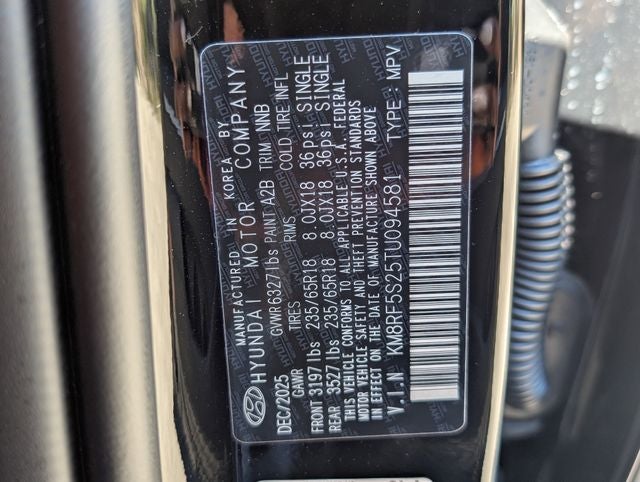 MANUFACTURED IN KOREA BY
HYUNDAI MOTOR COMPANY
DEC/2025 GVWR 6327lbs PAINT A2B TRIM NNB
GAWR TIRES RIMS COLD TIRE INFL
FRONT 3197lbs 235/65R18 8.0JX18 36psi SINGLE
REAR 3527lbs 235/65R18 8.0JX18 36psi SINGLE
THIS VEHICLE CONFORMS TO ALL APPLICABLE U.S.A. FEDERAL
MOTOR VEHICLE SAFETY AND THEFT PREVENTION STANDARDS
IN EFFECT ON THE DATE OF MANUFACTURE SHOWN ABOVE
V.I.N KM8RF5S25TU094581 TYPE: MPV